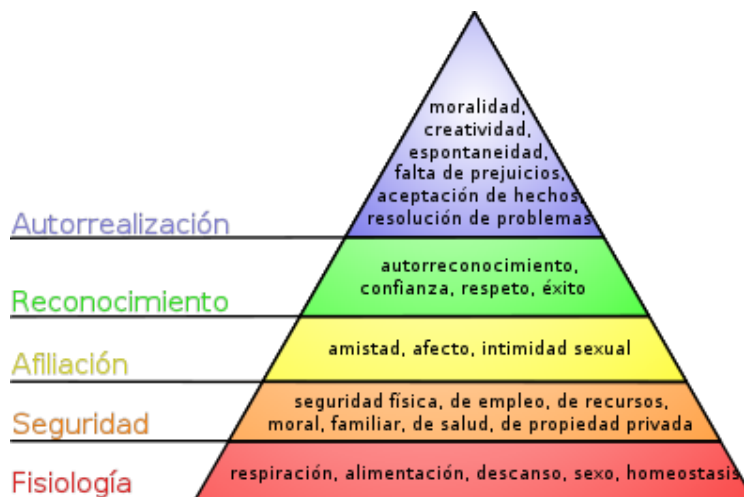 moralidad,
creatividad,
espontaneidad,
falta de prejuicios,
aceptación de hechos,
resolución de problemas
Autorrealización
autorreconocimiento,
confianza, respeto, éxito
Reconocimiento
amistad, afecto, intimidad sexual
Afiliación
seguridad física, de empleo, de recursos,
moral, familiar, de salud, de propiedad privada
Seguridad
respiración, alimentación, descanso, sexo, homeostasis
Fisiología